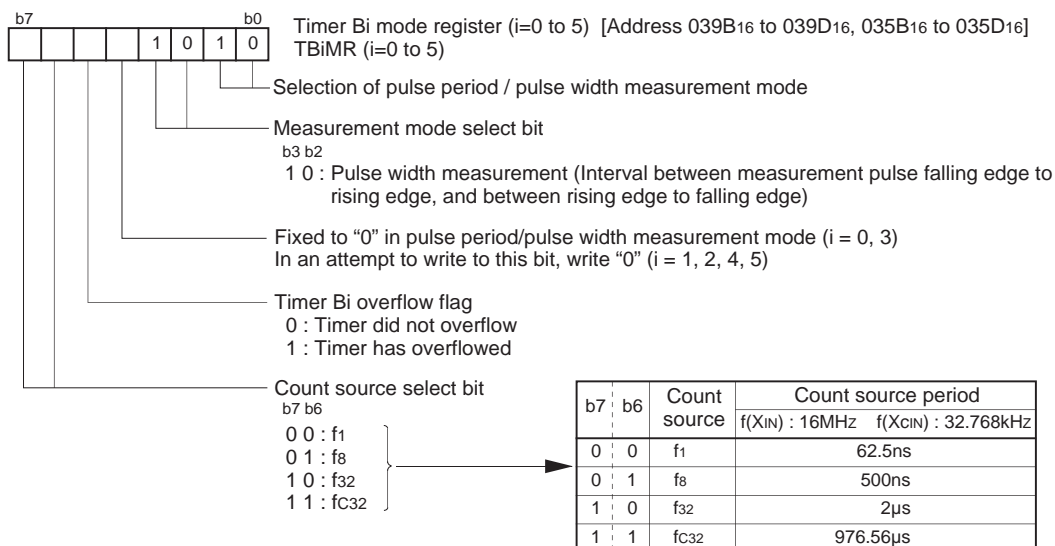 b7 b0
Timer Bi mode register (i=0 to 5) [Address 039B16 to 039D16, 035B16 to 035D16]
1 0 1 0
TBiMR (i=0 to 5)
Selection of pulse period / pulse width measurement mode
Measurement mode select bit
b3 b2
1 0 : Pulse width measurement (Interval between measurement pulse falling edge to
rising edge, and between rising edge to falling edge)
Fixed to “0” in pulse period/pulse width measurement mode (i = 0, 3)
In an attempt to write to this bit, write “0” (i = 1, 2, 4, 5)
Timer Bi overflow flag
0 : Timer did not overflow
1 : Timer has overflowed
Count source select bit
b7 b6
0 0 : f1
0 1 : f8
1 0 : f32
1 1 : fC32
b7 b6 Count source Count source period
f(XIN) : 16MHZ f(XCIN) : 32.768kHZ
0 0 f1 62.5ns
0 1 f8 500ns
1 0 f32 2µs
1 1 fC32 976.56µs